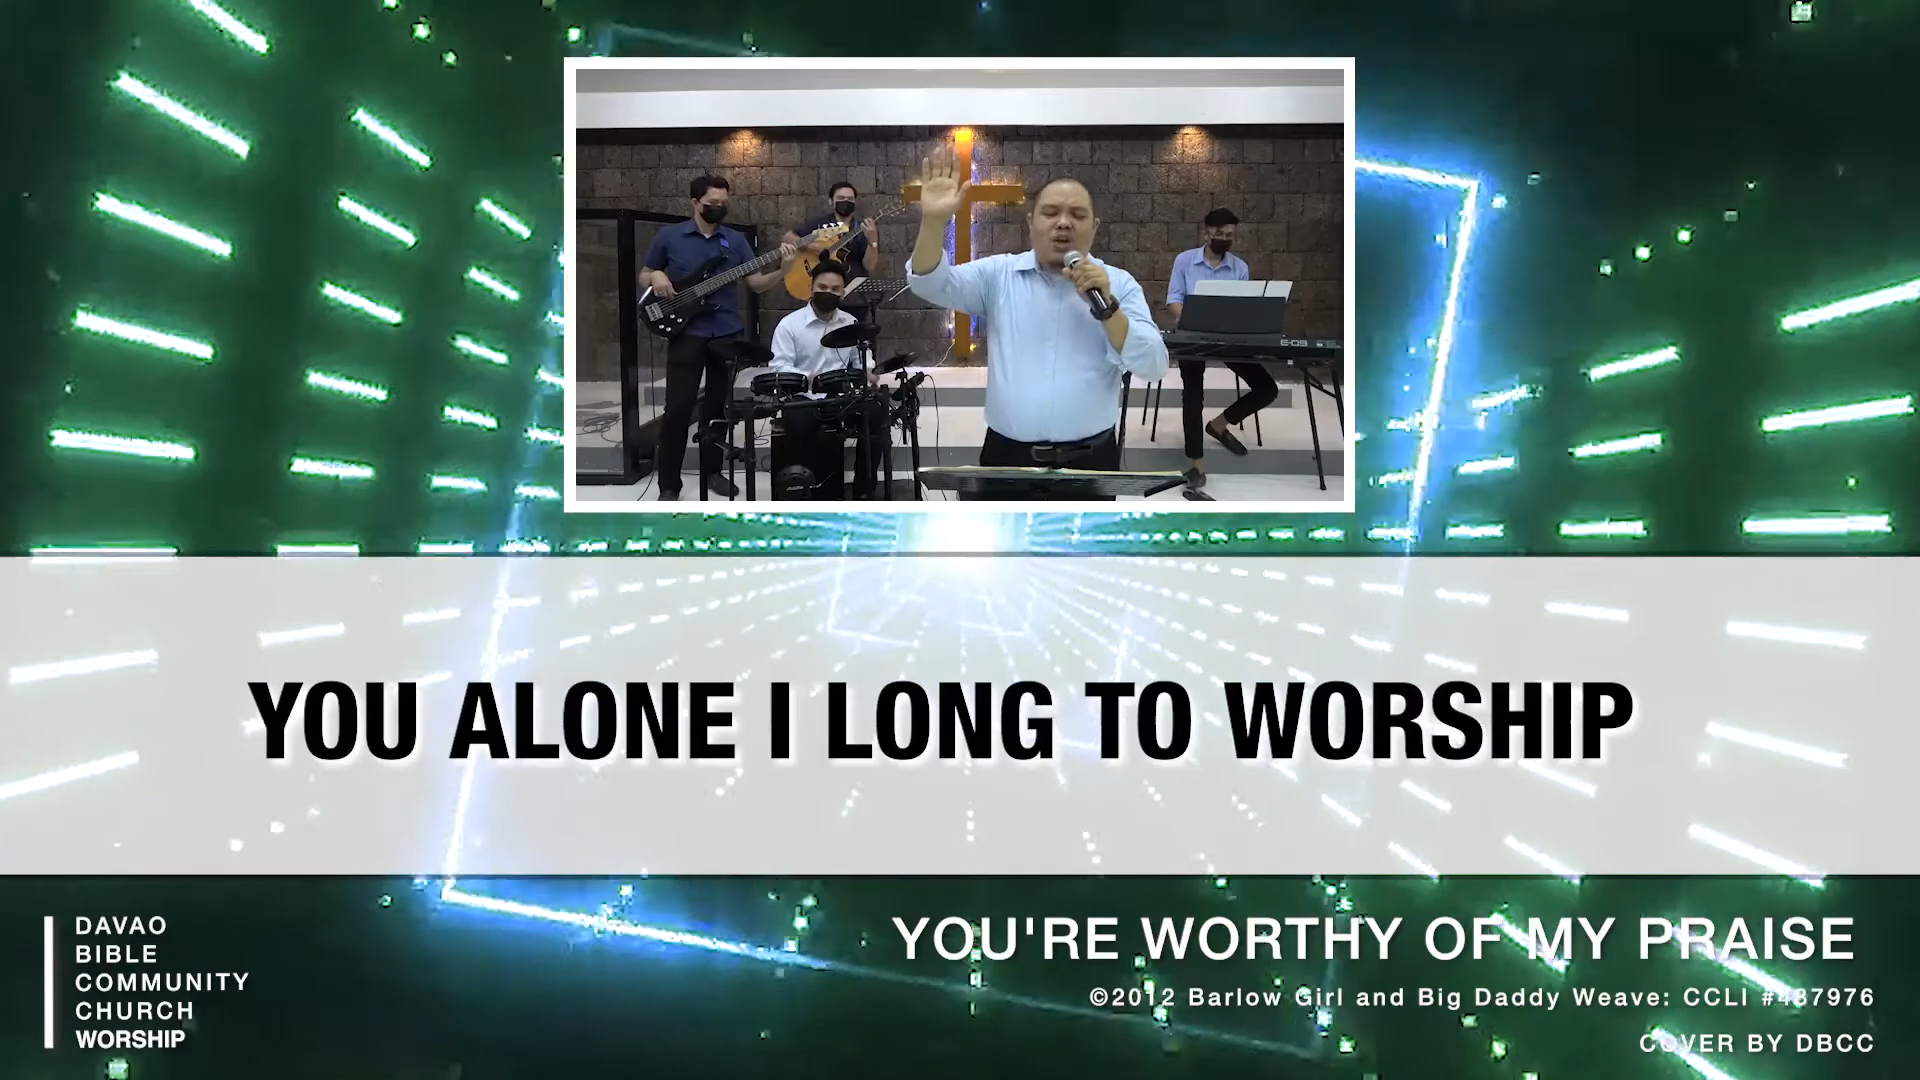 E-09
YOU ALONE I LONG TO WORSHIP
DAVAO
BIBLE
COMMUNITY
CHURCH
WORSHIP
YOU'RE WORTHY OF MY PRAISE
©2012 Barlow Girl and Big Daddy Weave: CCLI #487976
COVER BY DBCC